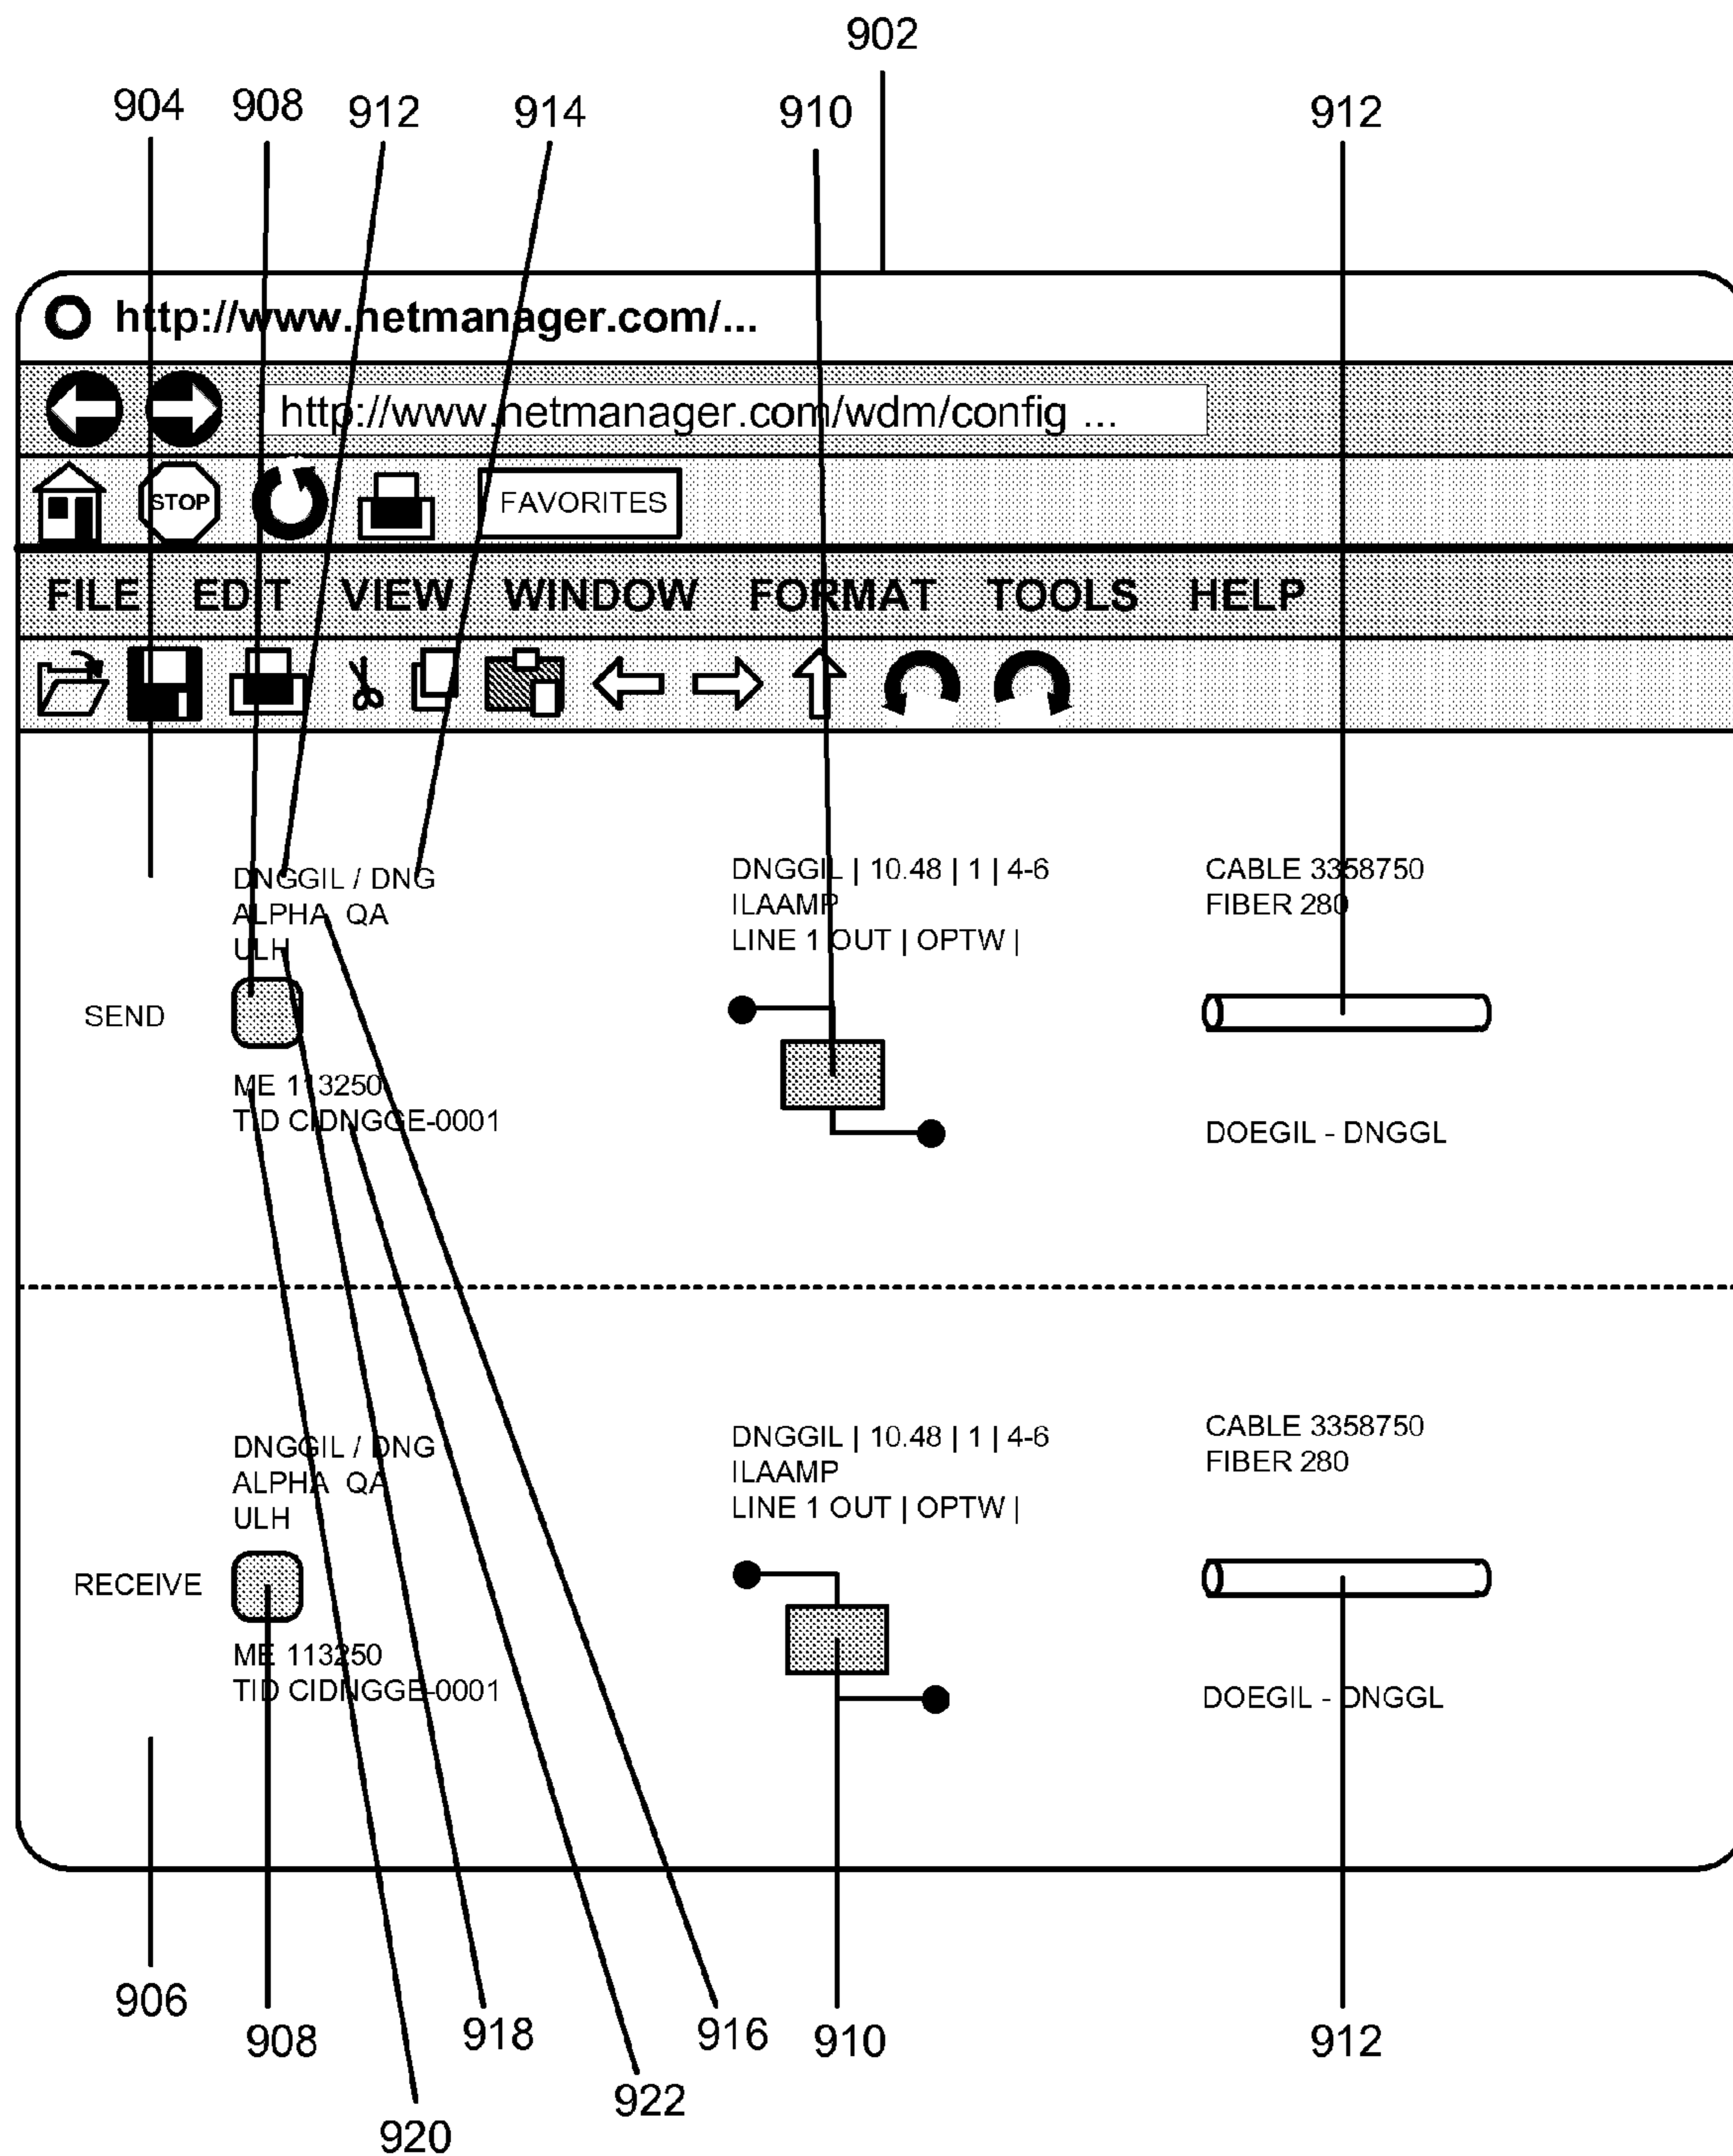 902
904 908 912 914 910 912
http://www.netmanager.com/...
http://www.netmanager.com/wdm/config ...
STOP FAVORITES
FILE EDIT VIEW WINDOW FORMAT TOOLS HELP
DNGGIL / DNG
ALPHA QA
ULH
DNGGIL | 10.48 | 1 | 4-6
ILAAMP
LINE 1 OUT | OPTW |
CABLE 3358750
FIBER 280
SEND
ME 113250
TID CIDNGGE-0001
DOEGIL - DNGGL
DNGGIL / DNG
ALPHA QA
ULH
DNGGIL | 10.48 | 1 | 4-6
ILAAMP
LINE 1 OUT | OPTW |
CABLE 3358750
FIBER 280
RECEIVE
ME 113250
TID CIDNGGE-0001
DOEGIL - DNGGL
906
908 918 916 910 912
922
920